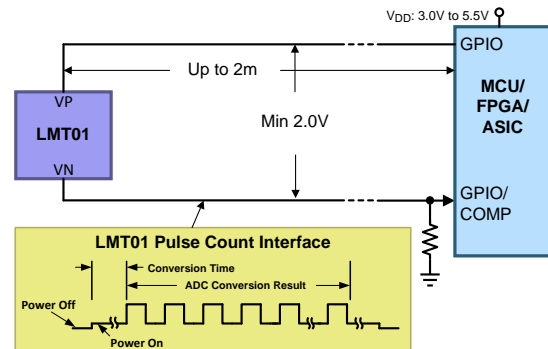 V_DD: 3.0V to 5.5V
GPIO
Up to 2m
MCU/
FPGA/
ASIC
VP
LMT01
Min 2.0V
VN
GPIO/
COMP
LMT01 Pulse Count Interface
Conversion Time
ADC Conversion Result
Power Off
Power On